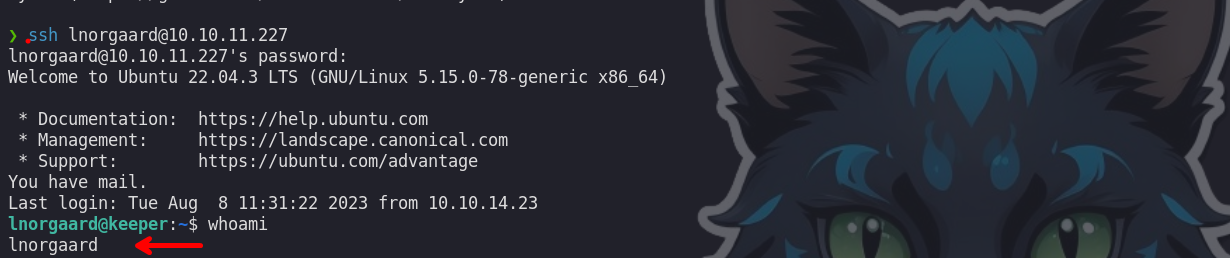 ❯ ssh lnorgaard@10.10.11.227
lnorgaard@10.10.11.227's password:
Welcome to Ubuntu 22.04.3 LTS (GNU/Linux 5.15.0-78-generic x86_64)
 * Documentation:  https://help.ubuntu.com
 * Management:     https://landscape.canonical.com
 * Support:        https://ubuntu.com/advantage
You have mail.
Last login: Tue Aug  8 11:31:22 2023 from 10.10.14.23
lnorgaard@keeper:~$ whoami
lnorgaard